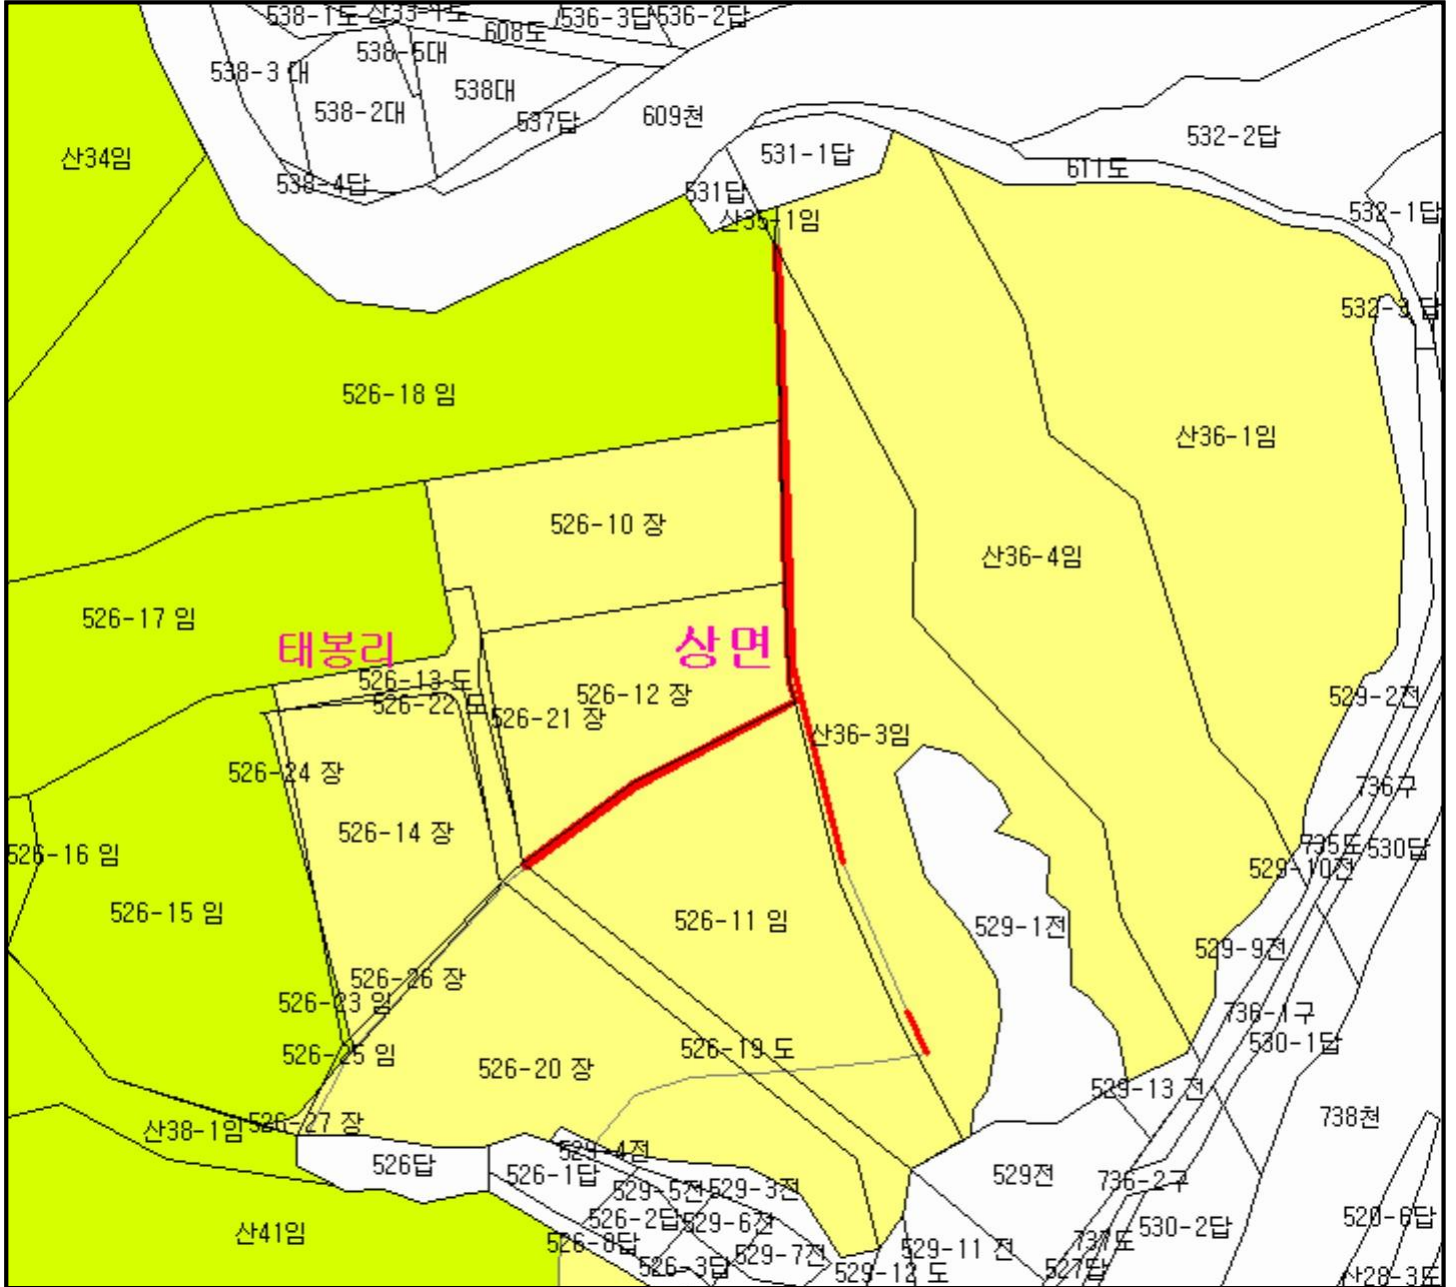 538-1도
산33-1도
608도
536-3답
536-2답
538-5대
538-3 대
538대
538-2대
537답
609천
532-2답
산34임
531-1답
611도
538-4답
531답
532-1답
산35-1임
532-3 답
526-18 임
산36-1임
526-10 장
산36-4임
526-17 임
태봉리
상면
526-13 도
526-12 장
529-2전
526-22 도
526-21 장
산36-3임
526-24 장
736구
526-14 장
735도
530답
526-16 임
529-10전
526-15 임
526-11 임
529-1전
529-9전
526-26 장
526-23 임
736-1구
530-1답
526-25 임
526-20 장
526-19 도
529-13 전
738천
산38-1임
526-27 장
529-4전
526답
526-1답
529-5전
529-3전
529전
736-2구
526-2답
529-6전
530-2답
520-6답
산41임
526-8답
529-7전
529-11 전
737도
526-3답
529-12 도
527답
산28-3도